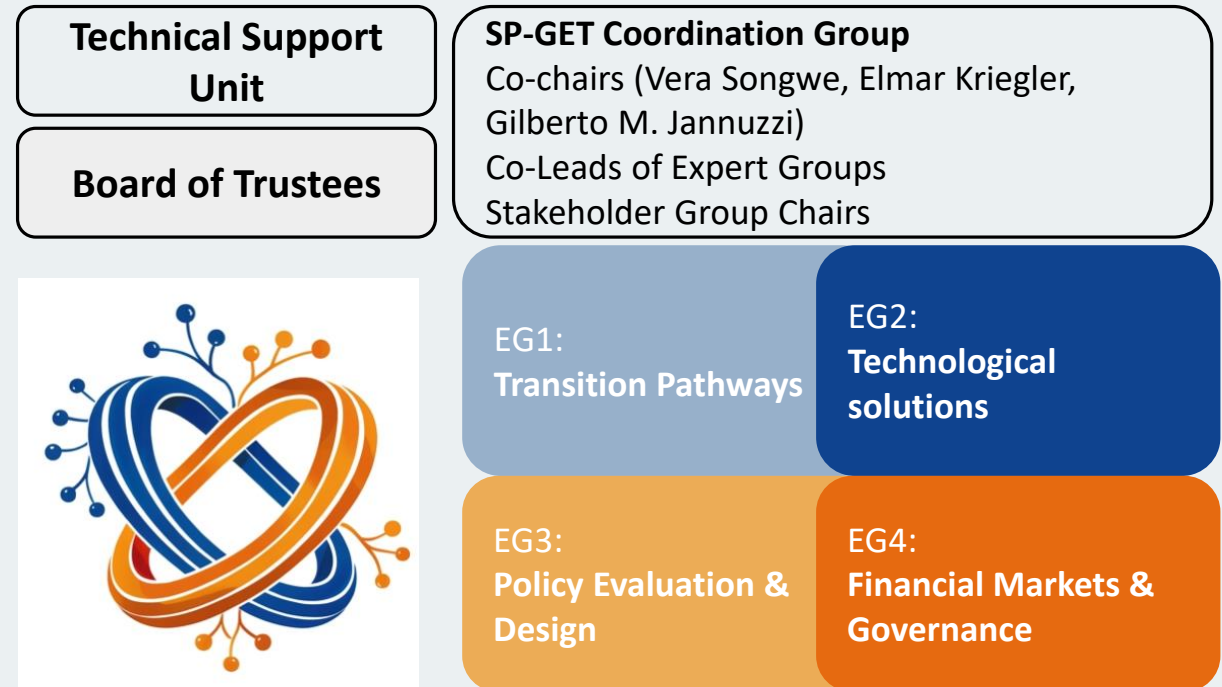 Technical Support
Unit
Board of Trustees
SP-GET Coordination Group
Co-chairs (Vera Songwe, Elmar Kriegler,
Gilberto M. Jannuzzi)
Co-Leads of Expert Groups
Stakeholder Group Chairs
EG1:
Transition Pathways
EG2:
Technological
solutions
EG3:
Policy Evaluation &
Design
EG4:
Financial Markets &
Governance